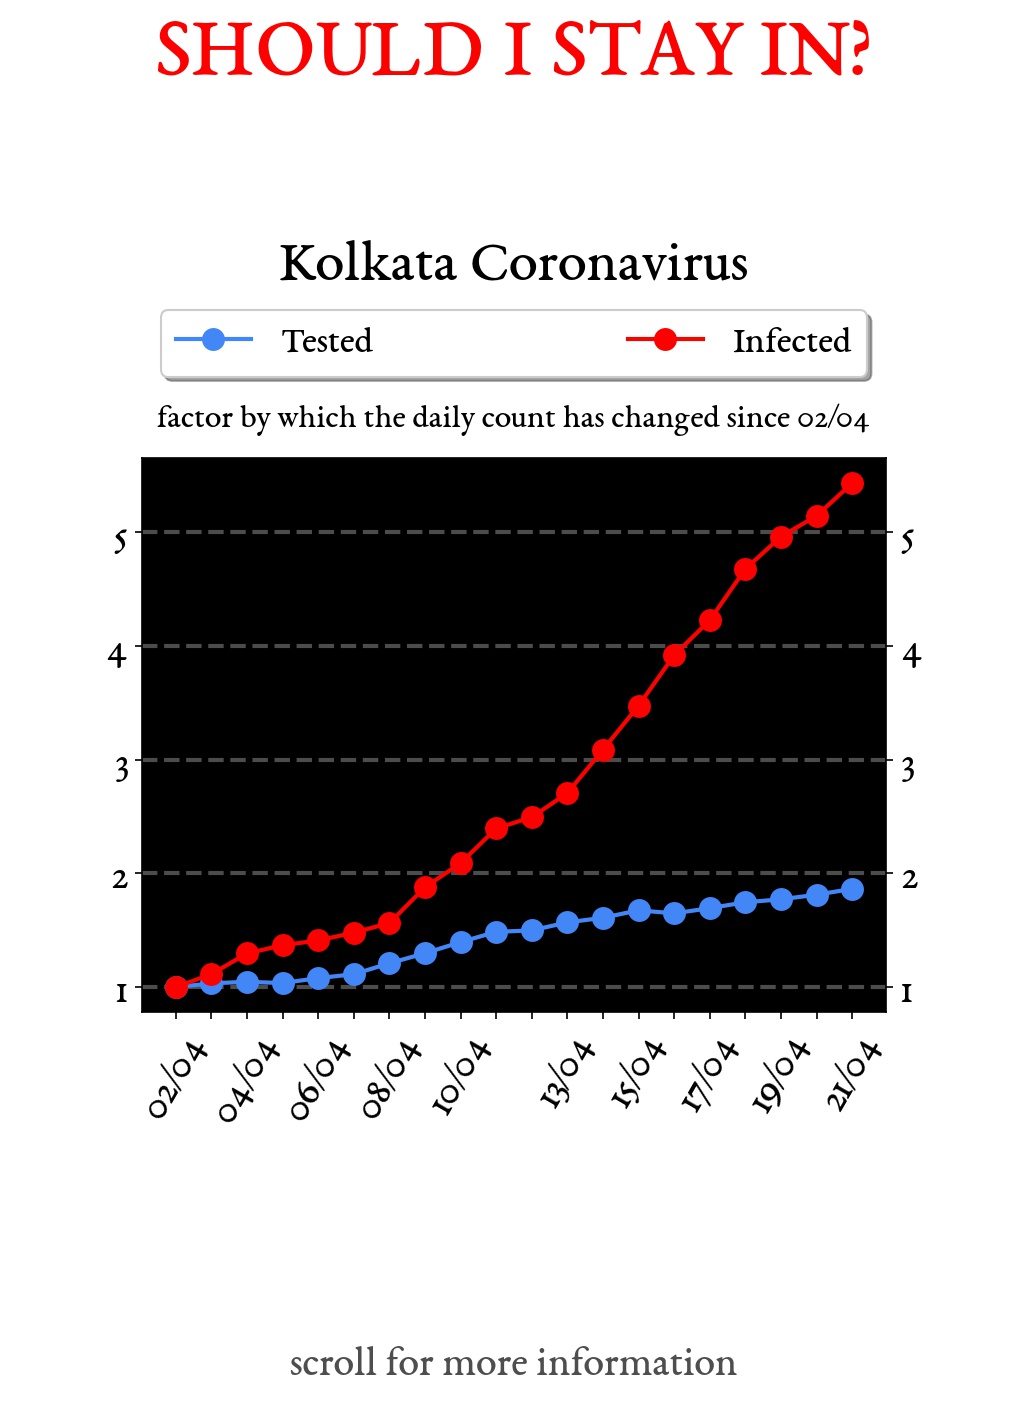 SHOULD I STAY IN?
Kolkata Coronavirus
Tested Infected
factor by which the daily count has changed since 02/04
5 5
4 4
3 3
2 2
1 1
02/04 04/04 06/04 08/04 10/04 13/04 15/04 17/04 19/04 21/04
scroll for more information